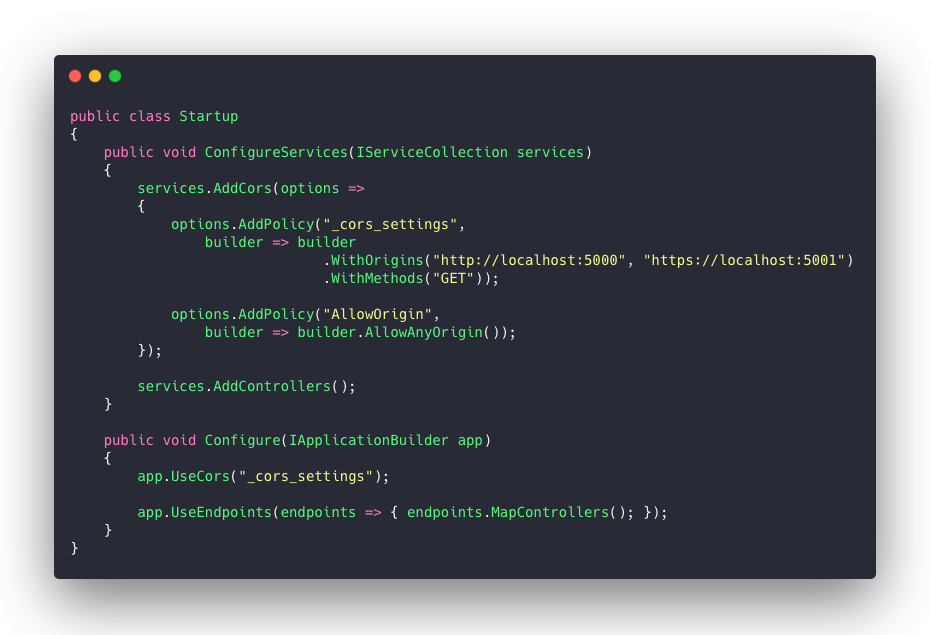 public class Startup
{
    public void ConfigureServices(IServiceCollection services)
    {
        services.AddCors(options =>
        {
            options.AddPolicy("_cors_settings",
                builder => builder
                              .WithOrigins("http://localhost:5000", "https://localhost:5001")
                              .WithMethods("GET"));

            options.AddPolicy("AllowOrigin",
                builder => builder.AllowAnyOrigin());
        });

        services.AddControllers();
    }

    public void Configure(IApplicationBuilder app)
    {
        app.UseCors("_cors_settings");

        app.UseEndpoints(endpoints => { endpoints.MapControllers(); });
    }
}